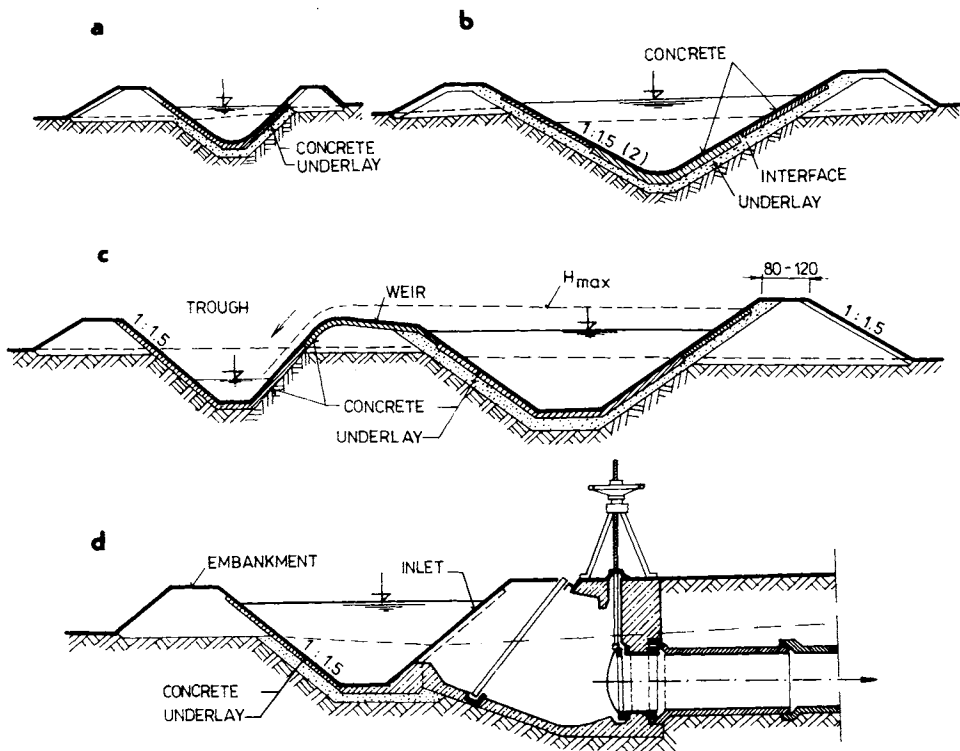 a
CONCRETE
UNDERLAY
b
CONCRETE
1:1.5 (2)
INTERFACE
UNDERLAY
c
TROUGH
WEIR
Hmax
80-120
1:1.5
1:1.5
CONCRETE
UNDERLAY
d
EMBANKMENT
INLET
1:1.5
CONCRETE
UNDERLAY